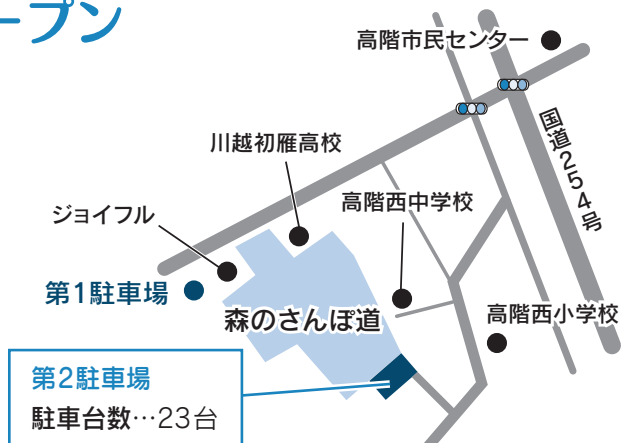 ープン
高階市民センター
国道254号
川越初雁高校
高階西中学校
ジョイフル
第1駐車場
森のさんぽ道
高階西小学校
第2駐車場
駐車台数…23台